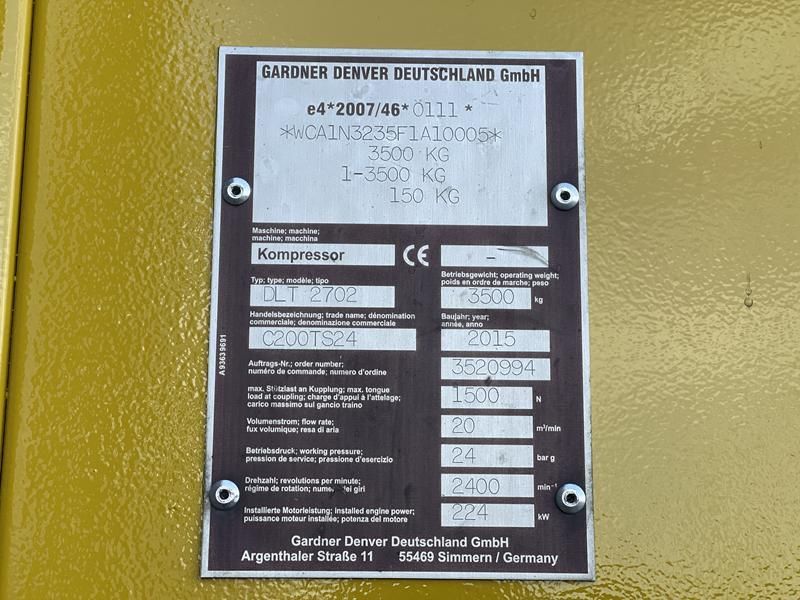 GARDNER DENVER DEUTSCHLAND GmbH
e4*2007/46*0111 *
*WCA1N3235F1A10005*
3500 KG
1-3500 KG
150 KG
Maschine; machine;
machine; macchina
Kompressor
CE
-
Typ; type; modèle; tipo
DLT 2702
Betriebsgewicht; operating weight;
poids en ordre de marche; peso
3500 kg
Handelsbezeichnung; trade name; dénomination
commerciale; denominazione commerciale
C200TS24
Baujahr; year;
année, anno
2015
Auftrags-Nr.; order number;
numéro de commande; numero d'ordine
3520994
max. Stützlast an Kupplung; max. tongue
load at coupling; charge d'appui à l'attelage;
carico massimo sul gancio traino
1500 N
Volumenstrom; flow rate;
fux volumique; resa di aria
20 m³/min
Betriebsdruck; working pressure;
pression de service; prassione d'esercizio
24 bar g
Drehzahl; revolutions per minute;
régime de rotation; numero dei giri
2400 min-¹
Installierte Motorleistung; installed engine power;
puissance moteur installée; potenza del motore
224 kW
Gardner Denver Deutschland GmbH
Argenthaler Straße 11 55469 Simmern / Germany
A93639691